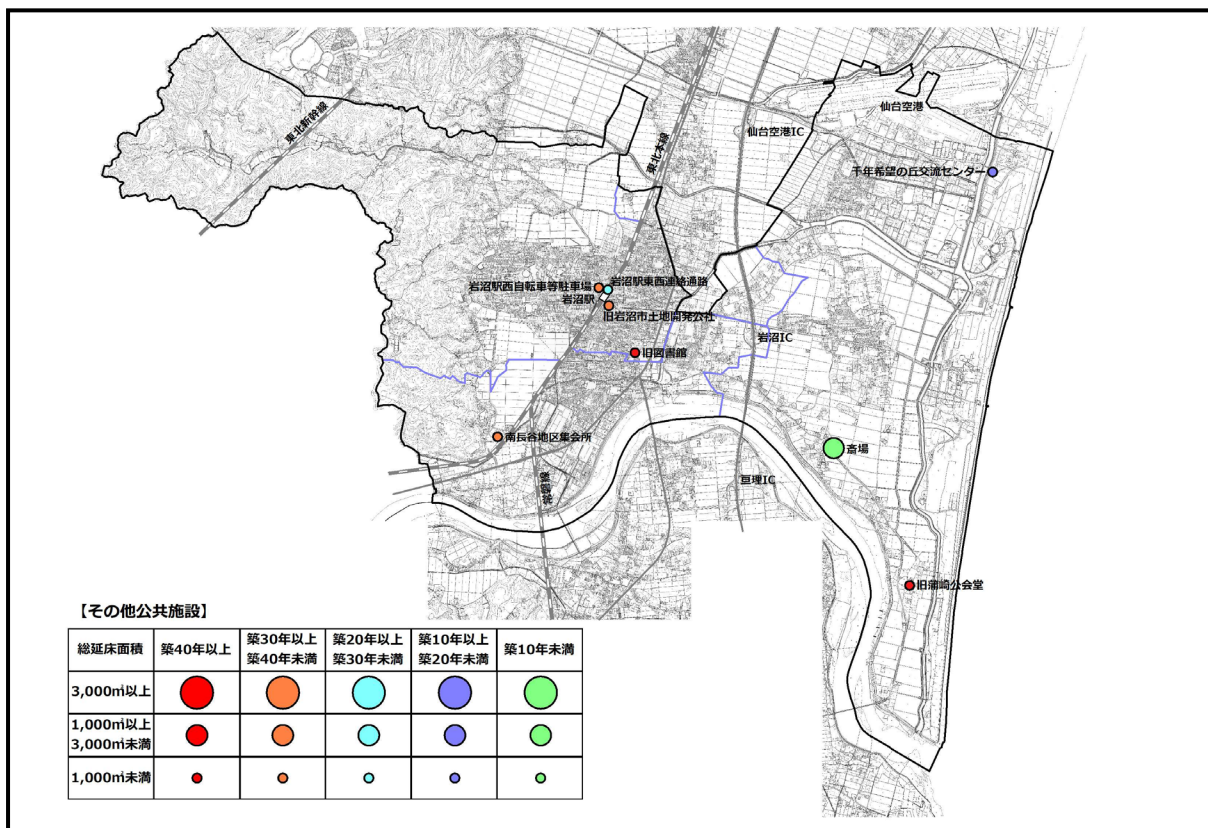 仙台空港
東北新幹線
東北本線
仙台空港IC
千年希望の丘交流センター
岩沼駅西自転車等駐車場
岩沼駅東西連絡通路
岩沼駅
旧岩沼市土地開発公社
岩沼IC
旧図書館
南長谷地区集会所
斎場
常磐線
亘理IC
旧蒲崎公会堂
【その他公共施設】
総延床面積
築40年以上
築30年以上
築40年未満
築20年以上
築30年未満
築10年以上
築20年未満
築10年未満
3,000㎡以上
1,000㎡以上
3,000㎡未満
1,000㎡未満